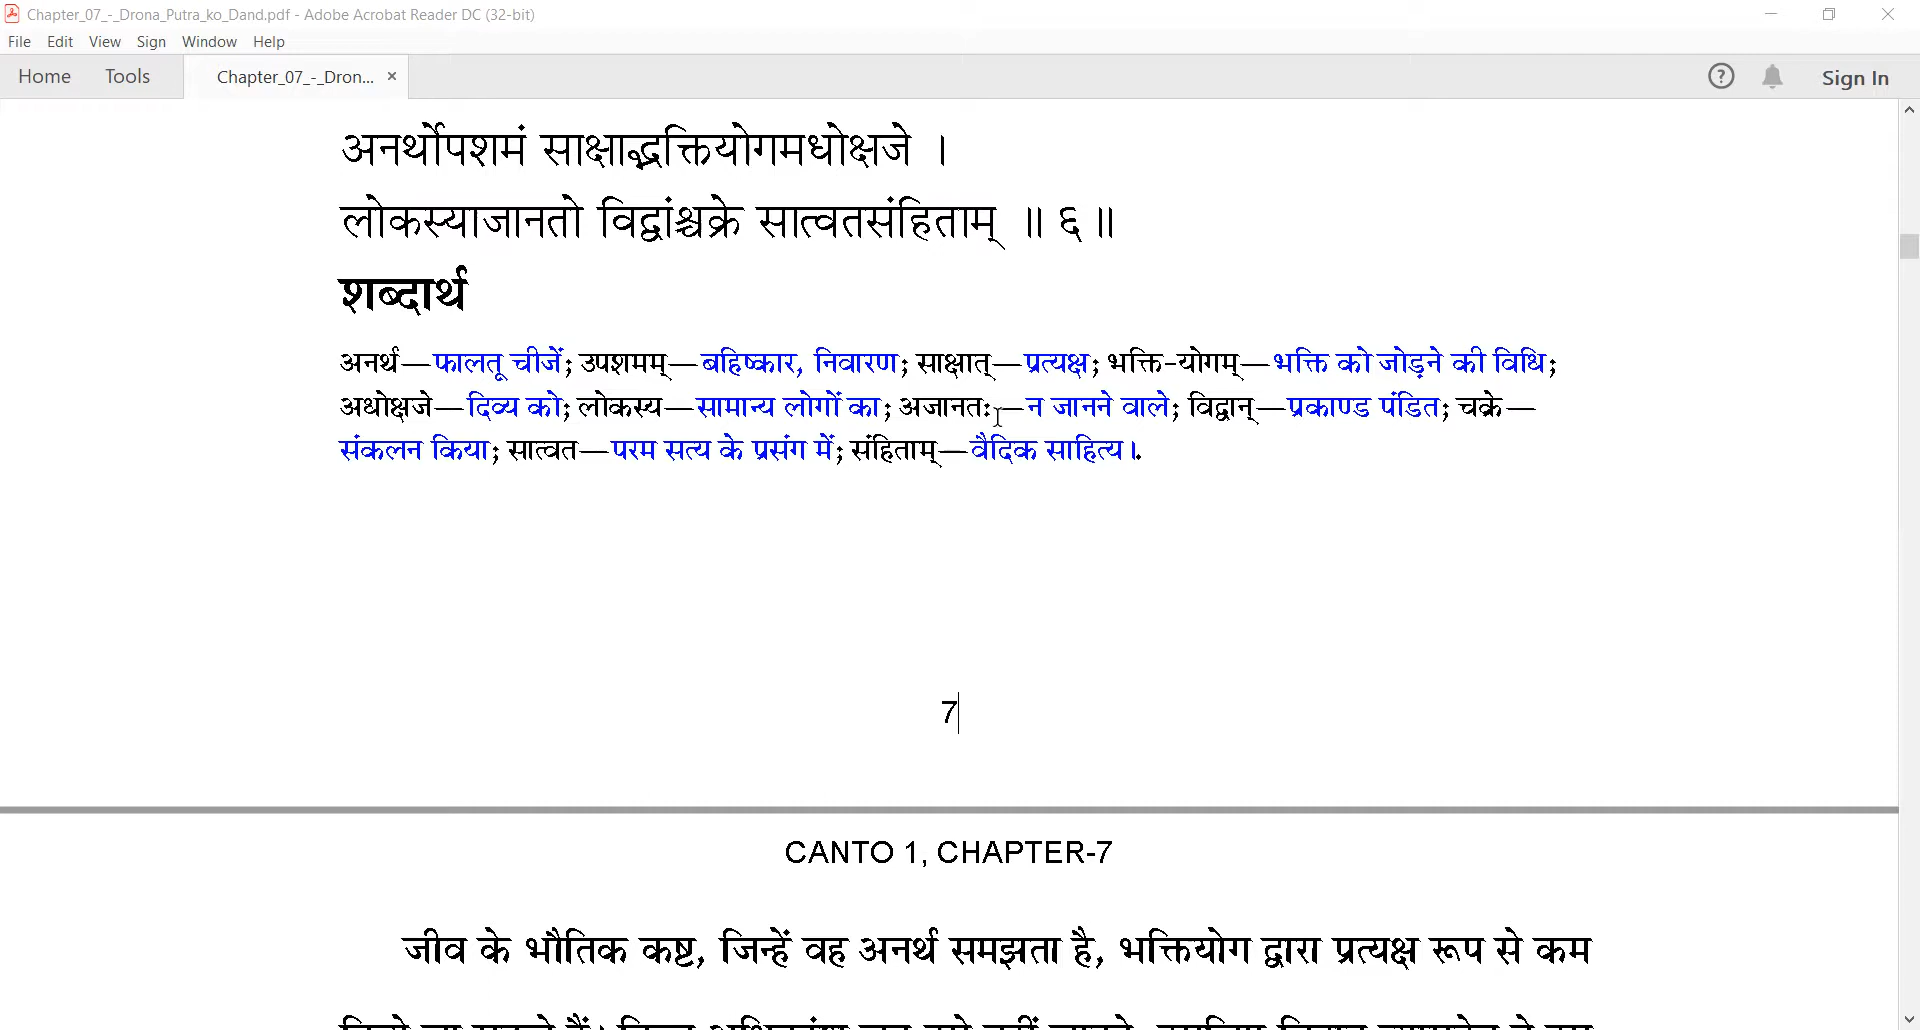 Chapter_07_-_Drona_Putra_ko_Dand.pdf - Adobe Acrobat Reader DC (32-bit)
File Edit View Sign Window Help
Home Tools Chapter_07_-_Dron... × Sign In
अनर्थोपशमं साक्षाद्भक्तियोगमधोक्षजे ।
लोकस्याजानतो विद्वांश्चक्रे सात्वतसंहिताम् ॥ ६ ॥
शब्दार्थ
अनर्थ—फालतू चीजें; उपशमम्—बहिष्कार, निवारण; साक्षात्—प्रत्यक्ष; भक्ति-योगम्—भक्ति को जोड़ने की विधि;
अधोक्षजे—दिव्य को; लोकस्य—सामान्य लोगों का; अजानतः—न जानने वाले; विद्वान्—प्रकाण्ड पंडित; चक्रे—
संकलन किया; सात्वत—परम सत्य के प्रसंग में; संहिताम्—वैदिक साहित्य।.
7
CANTO 1, CHAPTER-7
जीव के भौतिक कष्ट, जिन्हें वह अनर्थ समझता है, भक्तियोग द्वारा प्रत्यक्ष रूप से कम